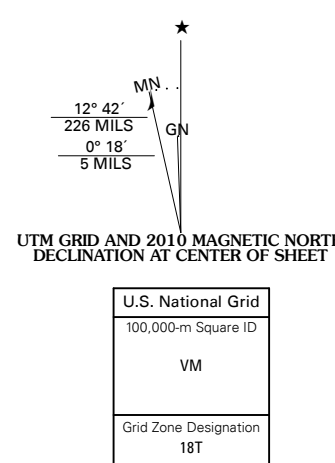 ★
MN
12° 42´
226 MILS
GN
0° 18´
5 MILS
UTM GRID AND 2010 MAGNETIC NORTH
DECLINATION AT CENTER OF SHEET
U.S. National Grid
100,000-m Square ID
VM
Grid Zone Designation
18T